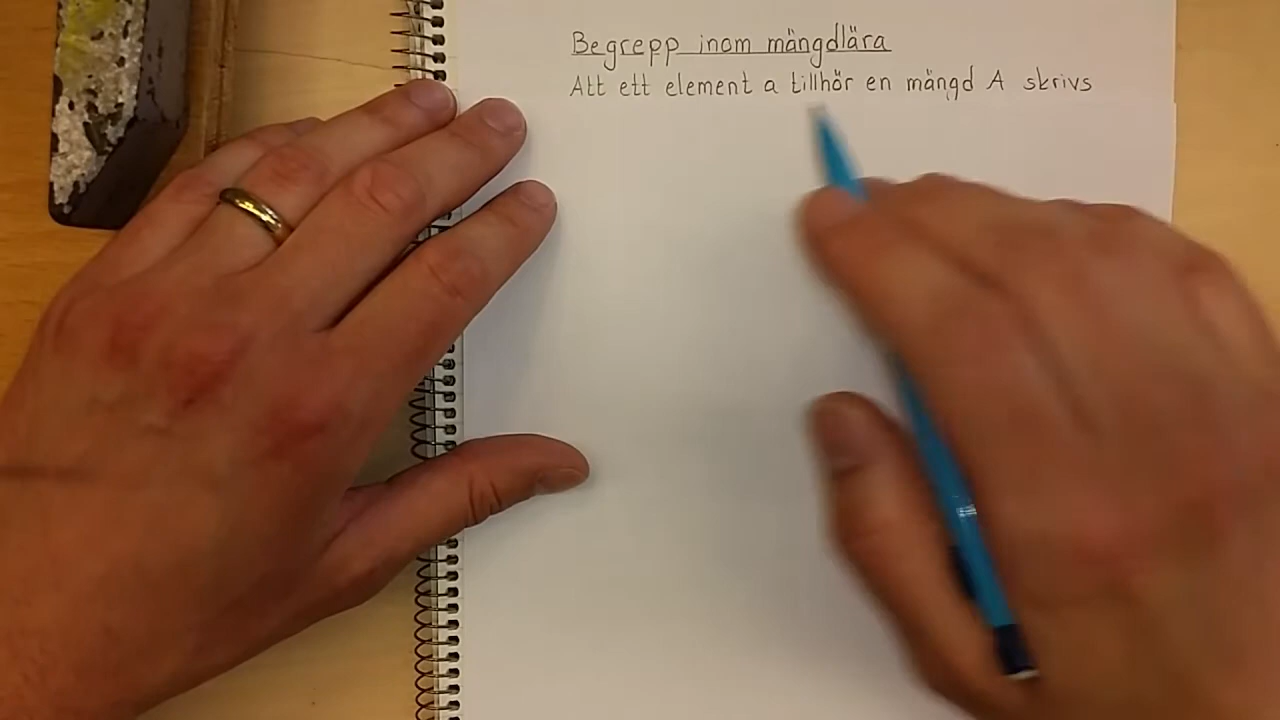 Begrepp inom mängdlära
Att ett element a tillhör en mängd A skrivs